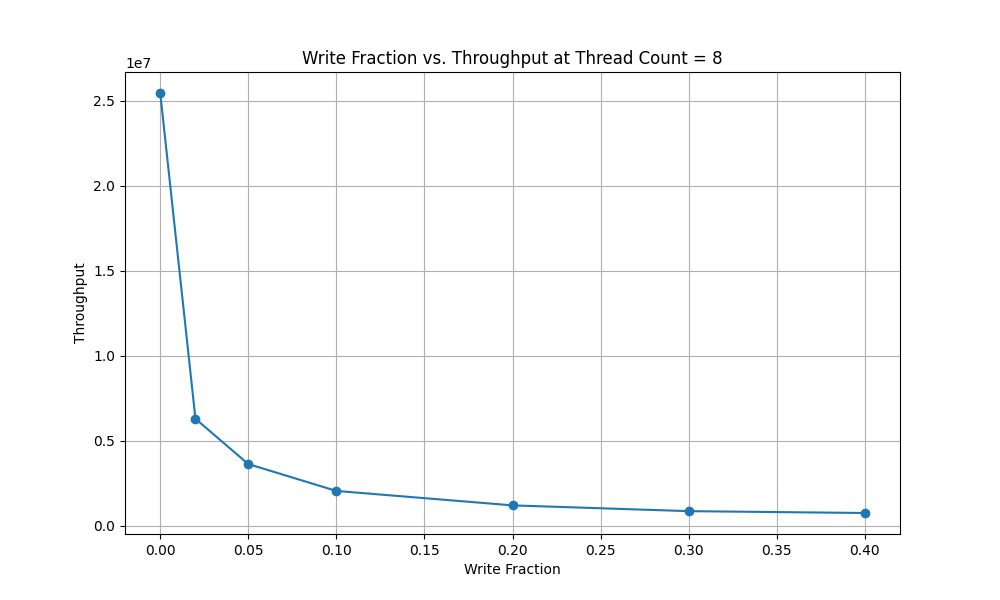 Write Fraction vs. Throughput at Thread Count = 8
1e7
2.5
2.0
1.5
1.0
0.5
0.0
Throughput
0.00 0.05 0.10 0.15 0.20 0.25 0.30 0.35 0.40
Write Fraction